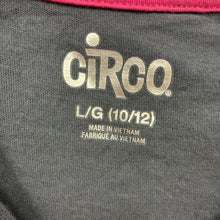 CIRCO
L/G (10/12)
MADE IN VIETNAM
FABRIQUÉ AU VIETNAM